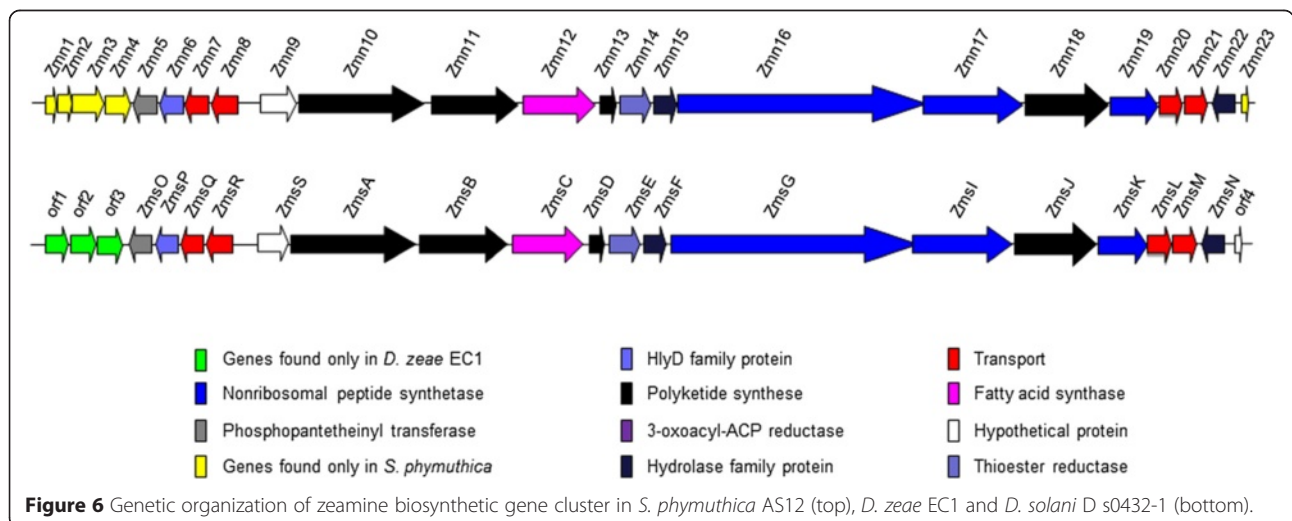 Zmn1 Zmn2 Zmn3 Zmn4 Zmn5 Zmn6 Zmn7 Zmn8 Zmn9 Zmn10 Zmn11 Zmn12 Zmn13 Zmn14 Zmn15 Zmn16 Zmn17 Zmn18 Zmn19 Zmn20 Zmn21 Zmn22 Zmn23
orf1 orf2 orf3 ZmsO ZmsP ZmsQ ZmsR ZmsS ZmsA ZmsB ZmsC ZmsD ZmsE ZmsF ZmsG ZmsI ZmsJ ZmsK ZmsL ZmsM ZmsN orf4
Genes found only in D. zeae EC1
Nonribosomal peptide synthetase
Phosphopantetheinyl transferase
Genes found only in S. phymuthica
HlyD family protein
Polyketide synthese
3-oxoacyl-ACP reductase
Hydrolase family protein
Transport
Fatty acid synthase
Hypothetical protein
Thioester reductase
Figure 6 Genetic organization of zeamine biosynthetic gene cluster in S. phymuthica AS12 (top), D. zeae EC1 and D. solani D s0432-1 (bottom).